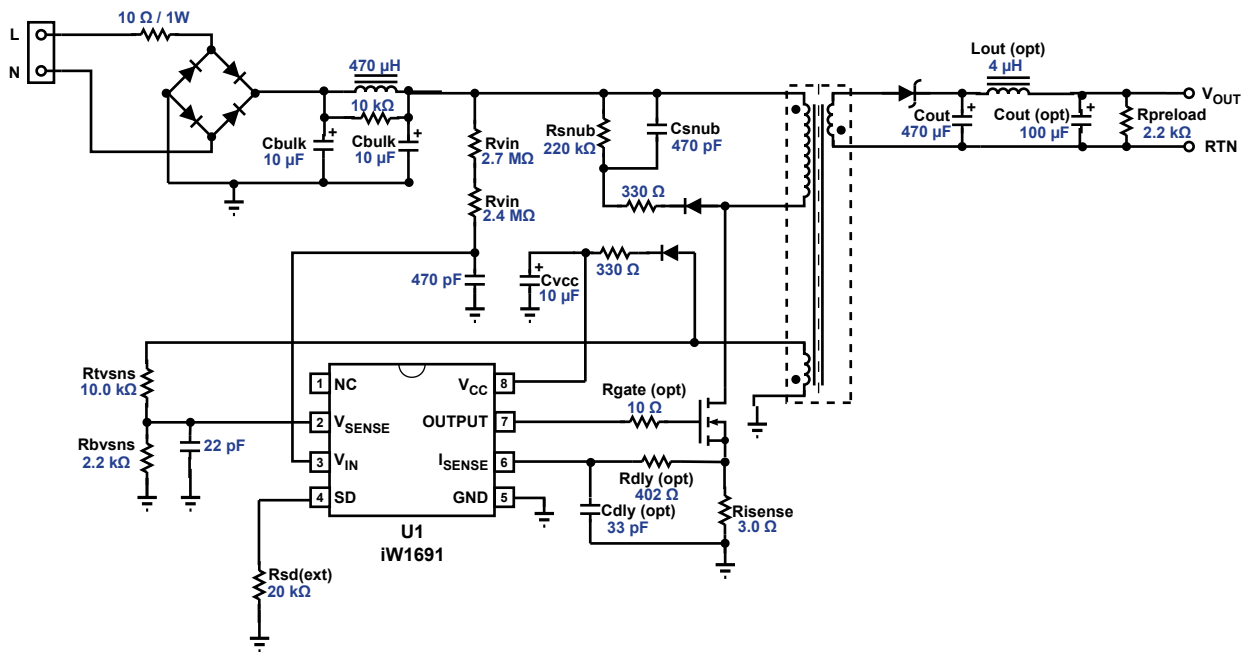 10 Ω / 1W
L
N
470 µH
10 kΩ
Cbulk
10 µF
Cbulk
10 µF
Rvin
2.7 MΩ
Rvin
2.4 MΩ
470 pF
Rsnub
220 kΩ
Csnub
470 pF
330 Ω
330 Ω
Cvcc
10 µF
Lout (opt)
4 µH
Cout
470 µF
Cout (opt)
100 µF
Rpreload
2.2 kΩ
VOUT
RTN
Rtvsns
10.0 kΩ
Rbvsns
2.2 kΩ
22 pF
1 NC
2 VSENSE
3 VIN
4 SD
VCC 8
OUTPUT 7
ISENSE 6
GND 5
U1
iW1691
Rgate (opt)
10 Ω
Rdly (opt)
402 Ω
Cdly (opt)
33 pF
Risense
3.0 Ω
Rsd(ext)
20 kΩ
+
+
+
+
+